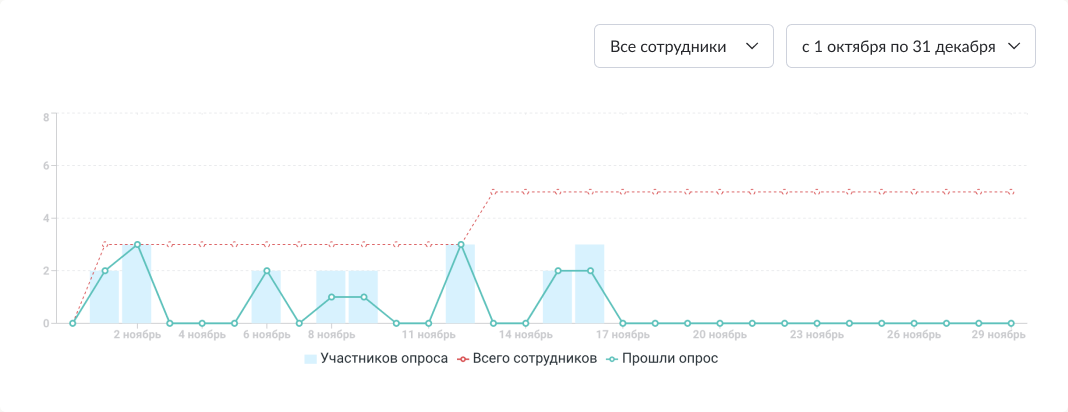 Все сотрудники
с 1 октября по 31 декабря
8
6
4
2
0
2 ноябрь 4 ноябрь 6 ноябрь 8 ноябрь 11 ноябрь 14 ноябрь 17 ноябрь 20 ноябрь 23 ноябрь 26 ноябрь 29 ноябрь
Участников опроса Всего сотрудников Прошли опрос